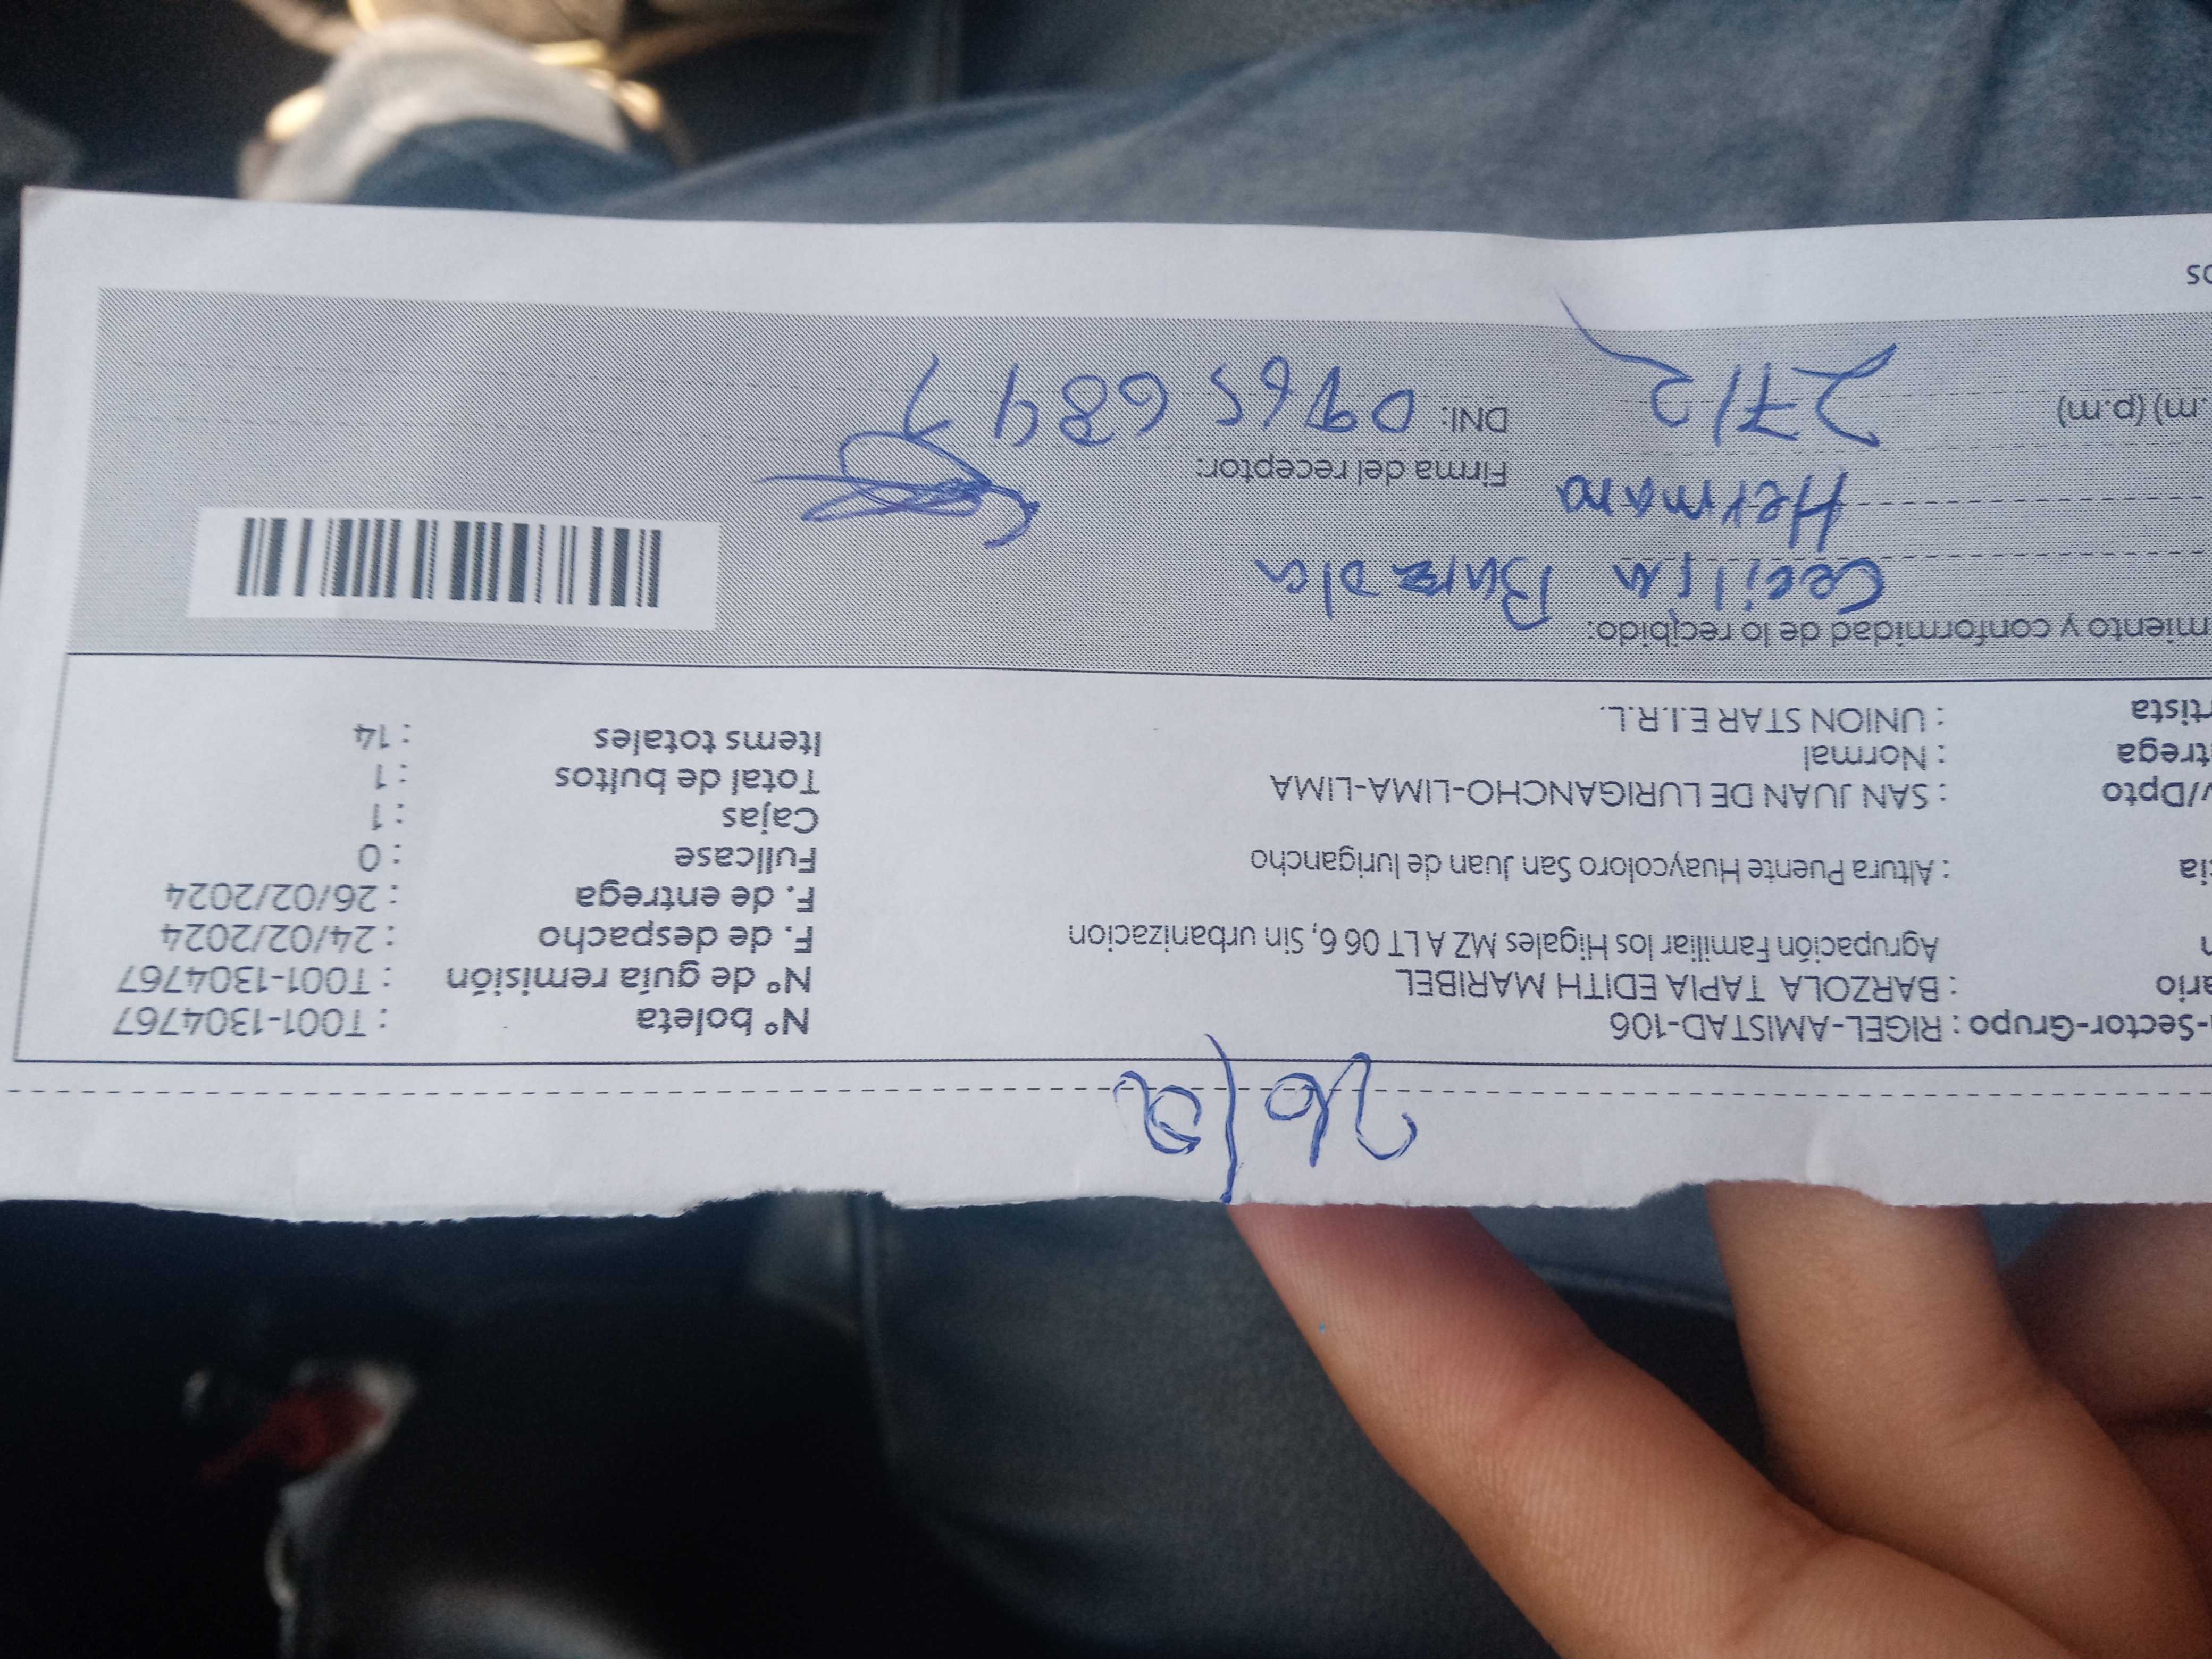 26/02
-Sector-Grupo : RIGEL-AMISTAD-106
ario : BARZOLA TAPIA EDITH MARIBEL
n Agrupación Familiar los Higales MZ A LT 06 6, Sin urbanizacion
cia : Altura Puente Huaycoloro San Juan de lurigancho
v/Dpto : SAN JUAN DE LURIGANCHO-LIMA-LIMA
trega : Normal
rtista : UNION STAR E.I.R.L.
N° boleta : T001-1304767
N° de guía remisión : T001-1304767
F. de despacho : 24/02/2024
F. de entrega : 26/02/2024
Fullcase : 0
Cajas : 1
Total de bultos : 1
Items totales : 14
miento y conformidad de lo recibido:
Cecilia Barzola
Hermana
Firma del receptor:
.m) (p.m) 27/2
DNI:
os